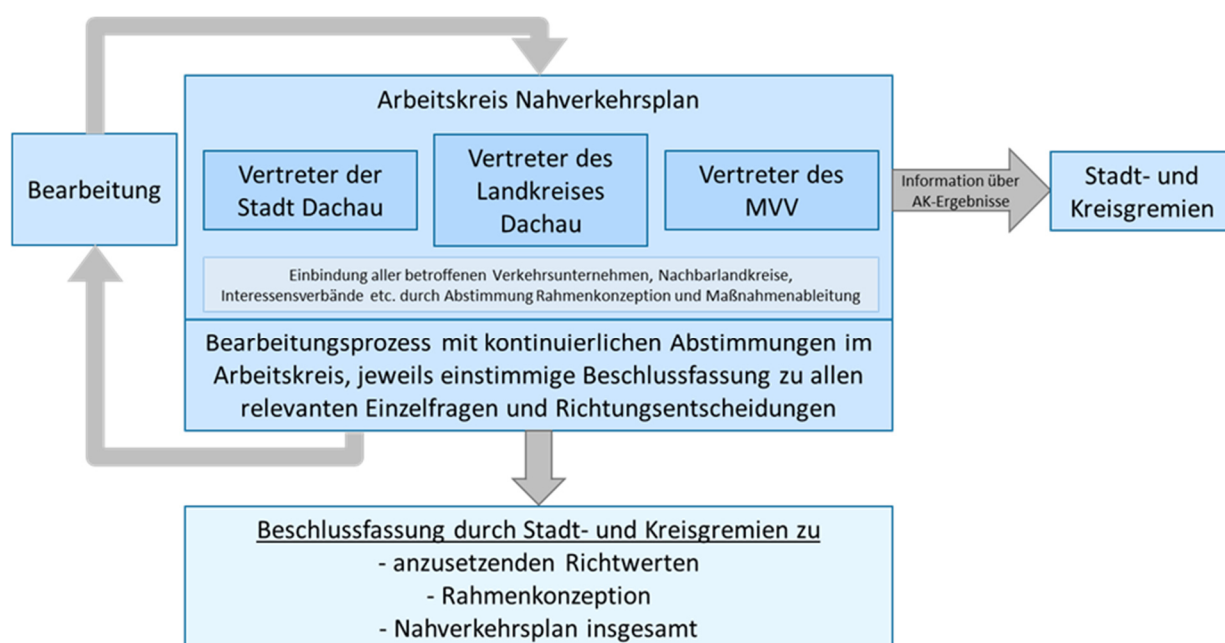 Arbeitskreis Nahverkehrsplan
Bearbeitung
Vertreter der
Stadt Dachau
Vertreter des
Landkreises
Dachau
Vertreter des
MVV
Information über
AK-Ergebnisse
Stadt- und
Kreisgremien
Einbindung aller betroffenen Verkehrsunternehmen, Nachbarlandkreise,
Interessensverbände etc. durch Abstimmung Rahmenkonzeption und Maßnahmenableitung
Bearbeitungsprozess mit kontinuierlichen Abstimmungen im
Arbeitskreis, jeweils einstimmige Beschlussfassung zu allen
relevanten Einzelfragen und Richtungsentscheidungen
Beschlussfassung durch Stadt- und Kreisgremien zu
- anzusetzenden Richtwerten
- Rahmenkonzeption
- Nahverkehrsplan insgesamt